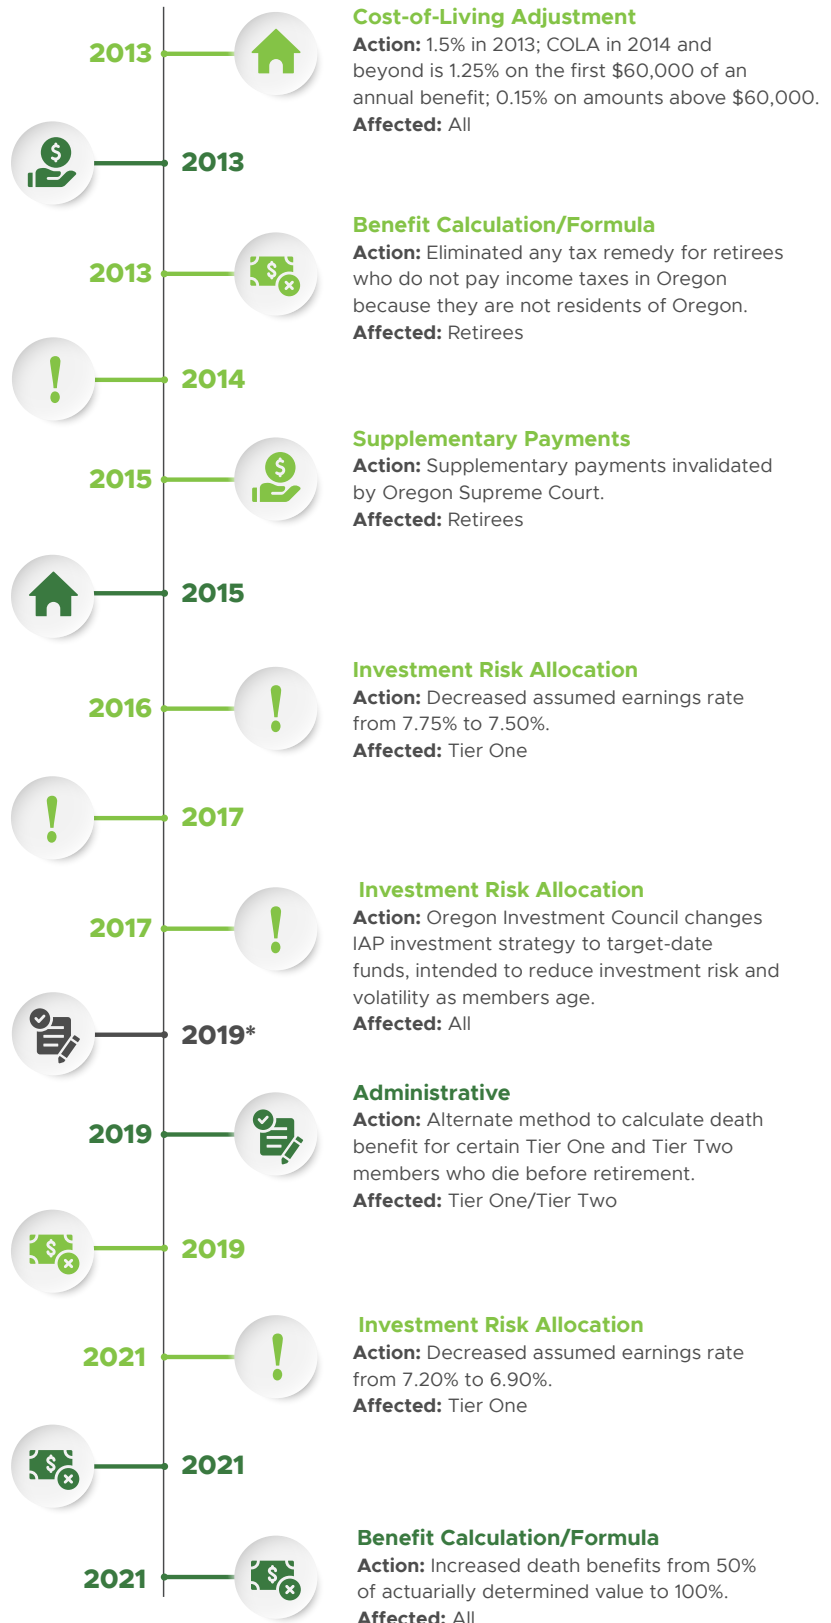 Cost-of-Living Adjustment
2013
Action: 1.5% in 2013; COLA in 2014 and
beyond is 1.25% on the first $60,000 of an
annual benefit; 0.15% on amounts above $60,000.
Affected: All
2013
Benefit Calculation/Formula
2013
Action: Eliminated any tax remedy for retirees
who do not pay income taxes in Oregon
because they are not residents of Oregon.
Affected: Retirees
2014
Supplementary Payments
2015
Action: Supplementary payments invalidated
by Oregon Supreme Court.
Affected: Retirees
2015
Investment Risk Allocation
2016
Action: Decreased assumed earnings rate
from 7.75% to 7.50%.
Affected: Tier One
2017
Investment Risk Allocation
2017
Action: Oregon Investment Council changes
IAP investment strategy to target-date
funds, intended to reduce investment risk and
volatility as members age.
Affected: All
2019*
Administrative
2019
Action: Alternate method to calculate death
benefit for certain Tier One and Tier Two
members who die before retirement.
Affected: Tier One/Tier Two
2019
Investment Risk Allocation
2021
Action: Decreased assumed earnings rate
from 7.20% to 6.90%.
Affected: Tier One
2021
Benefit Calculation/Formula
2021
Action: Increased death benefits from 50%
of actuarially determined value to 100%.
Affected: All